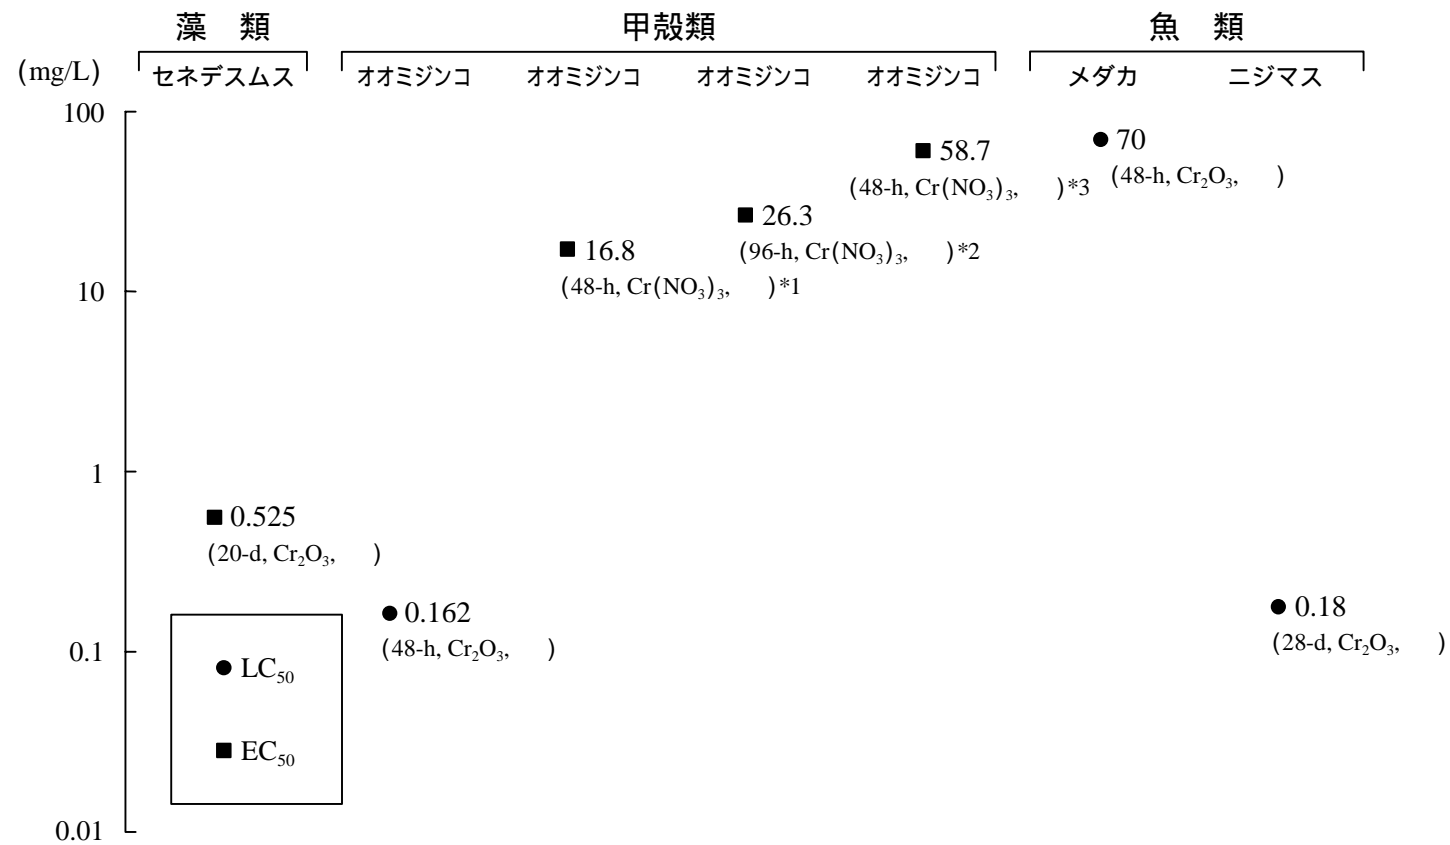 藻 類 甲殻類 魚 類
(mg/L) セネデスムス オオミジンコ オオミジンコ オオミジンコ オオミジンコ メダカ ニジマス
100
70
58.7
(48-h, Cr₂O₃, )
(48-h, Cr(NO₃)₃, )*3
26.3
(96-h, Cr(NO₃)₃, )*2
16.8
(48-h, Cr(NO₃)₃, )*1
10
1
0.525
(20-d, Cr₂O₃, )
0.162
(48-h, Cr₂O₃, )
0.18
(28-d, Cr₂O₃, )
0.1
LC₅₀
EC₅₀
0.01